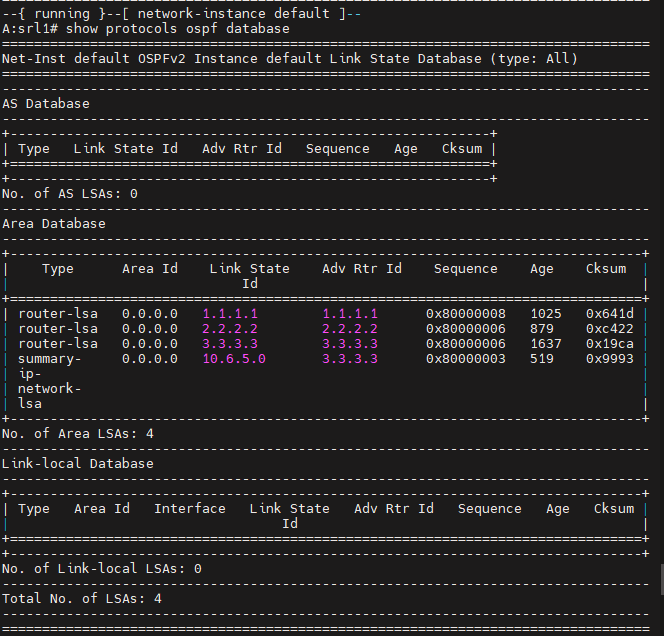 --{ running }--[ network-instance default ]--
A:srl1# show protocols ospf database
=================================================================================
Net-Inst default OSPFv2 Instance default Link State Database (type: All)
=================================================================================
---------------------------------------------------------------------------------
AS Database
---------------------------------------------------------------------------------
+------------------------------------------------------------+
| Type   Link State Id   Adv Rtr Id   Sequence   Age   Cksum |
+============================================================+
+------------------------------------------------------------+
No. of AS LSAs: 0
---------------------------------------------------------------------------------
Area Database
---------------------------------------------------------------------------------
+-------------------------------------------------------------------------------+
|    Type      Area Id    Link State    Adv Rtr Id    Sequence    Age    Cksum  |
|                             Id                                                |
+===============================================================================+
| router-lsa   0.0.0.0   1.1.1.1        1.1.1.1      0x80000008   1025   0x641d |
| router-lsa   0.0.0.0   2.2.2.2        2.2.2.2      0x80000006   879    0xc422 |
| router-lsa   0.0.0.0   3.3.3.3        3.3.3.3      0x80000006   1637   0x19ca |
| summary-     0.0.0.0   10.6.5.0       3.3.3.3      0x80000003   519    0x9993 |
| ip-                                                                           |
| network-                                                                      |
| lsa                                                                           |
+-------------------------------------------------------------------------------+
No. of Area LSAs: 4
---------------------------------------------------------------------------------
Link-local Database
---------------------------------------------------------------------------------
+-------------------------------------------------------------------------------+
| Type   Area Id   Interface   Link State   Adv Rtr Id   Sequence   Age   Cksum |
|                                  Id                                           |
+===============================================================================+
+-------------------------------------------------------------------------------+
No. of Link-local LSAs: 0
---------------------------------------------------------------------------------
Total No. of LSAs: 4
---------------------------------------------------------------------------------
=================================================================================